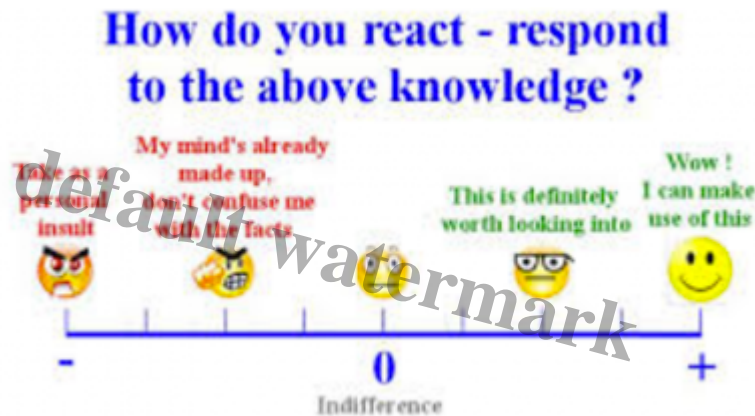 How do you react - respond
to the above knowledge ?
Take as a
personal
insult
My mind's already
made up,
don't confuse me
with the facts
This is definitely
worth looking into
Wow !
I can make
use of this
- 0 +
Indifference
default watermark